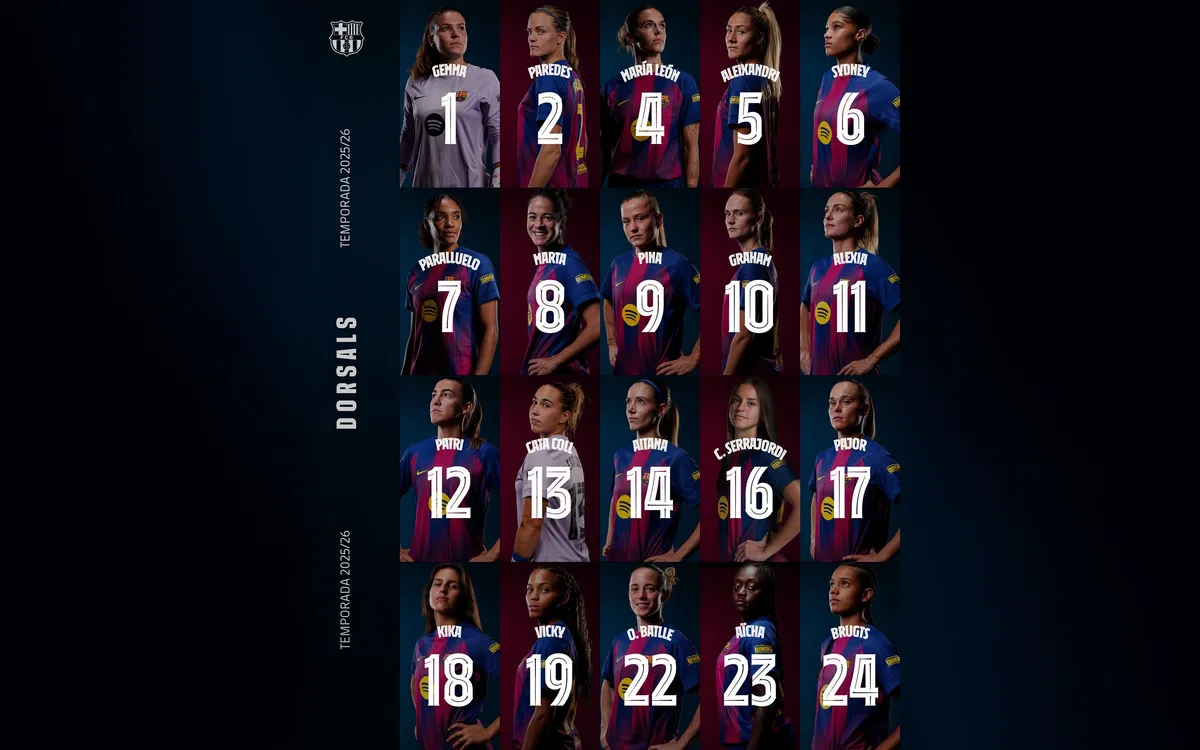 TEMPORADA 2025/26
DORSALS
TEMPORADA 2025/26
GEMMA
1
PAREDES
2
MARÍA LEÓN
4
ALEIXANDRI
5
SYDNEY
6
PARALLUELO
7
MARTA
8
PINA
9
GRAHAM
10
ALEXIA
11
PATRI
12
CATA COLL
13
AITANA
14
C. SERRAJORDI
16
PAJOR
17
KIKA
18
VICKY
19
O. BATLLE
22
AÏCHA
23
BRUGTS
24